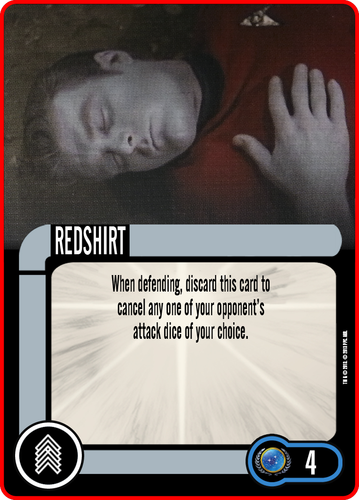 REDSHIRT
When defending, discard this card to
cancel any one of your opponent's
attack dice of your choice.
4